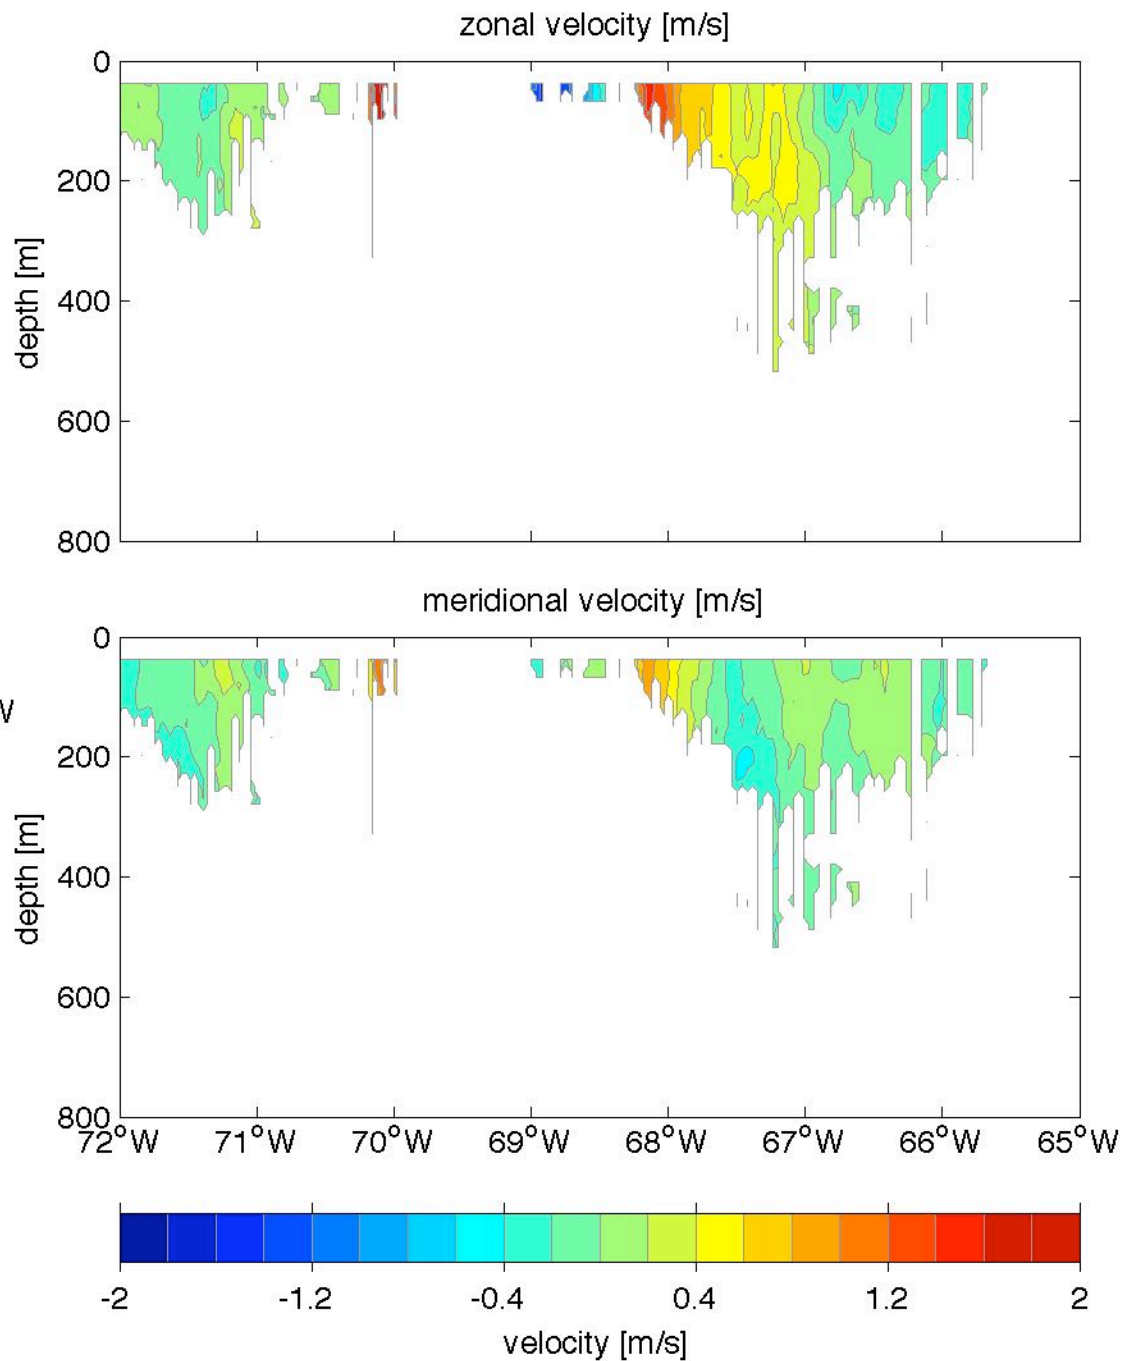 zonal velocity [m/s]
0
200
400
600
800
depth [m]
meridional velocity [m/s]
0
200
400
600
800
depth [m]
W
72°W 71°W 70°W 69°W 68°W 67°W 66°W 65°W
-2 -1.2 -0.4 0.4 1.2 2
velocity [m/s]